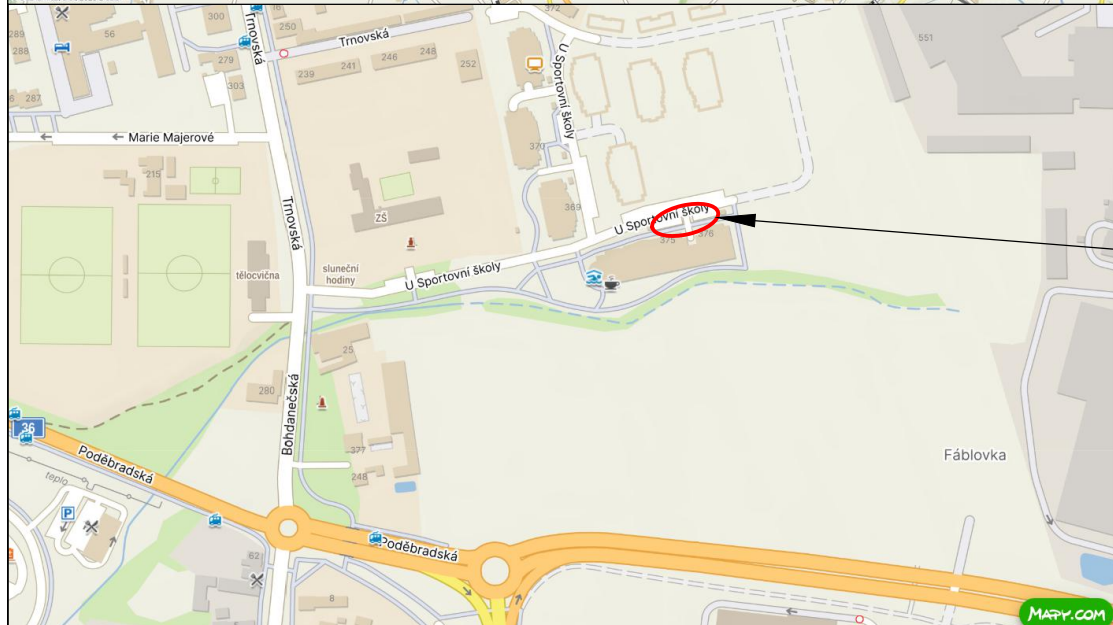 372
300
250
289
56
Trnovská
Trnovská
551
288
279
241
246
248
252
239
303
287
U Sportovní školy
Marie Majerové
370
215
ZŠ
369
Trnovská
U Sportovní školy
375
376
tělocvična
sluneční
hodiny
U Sportovní školy
25
280
Bohdanečská
36
377
248
Fáblovka
Poděbradská
teplo
P
Poděbradská
62
8
MAPY.COM